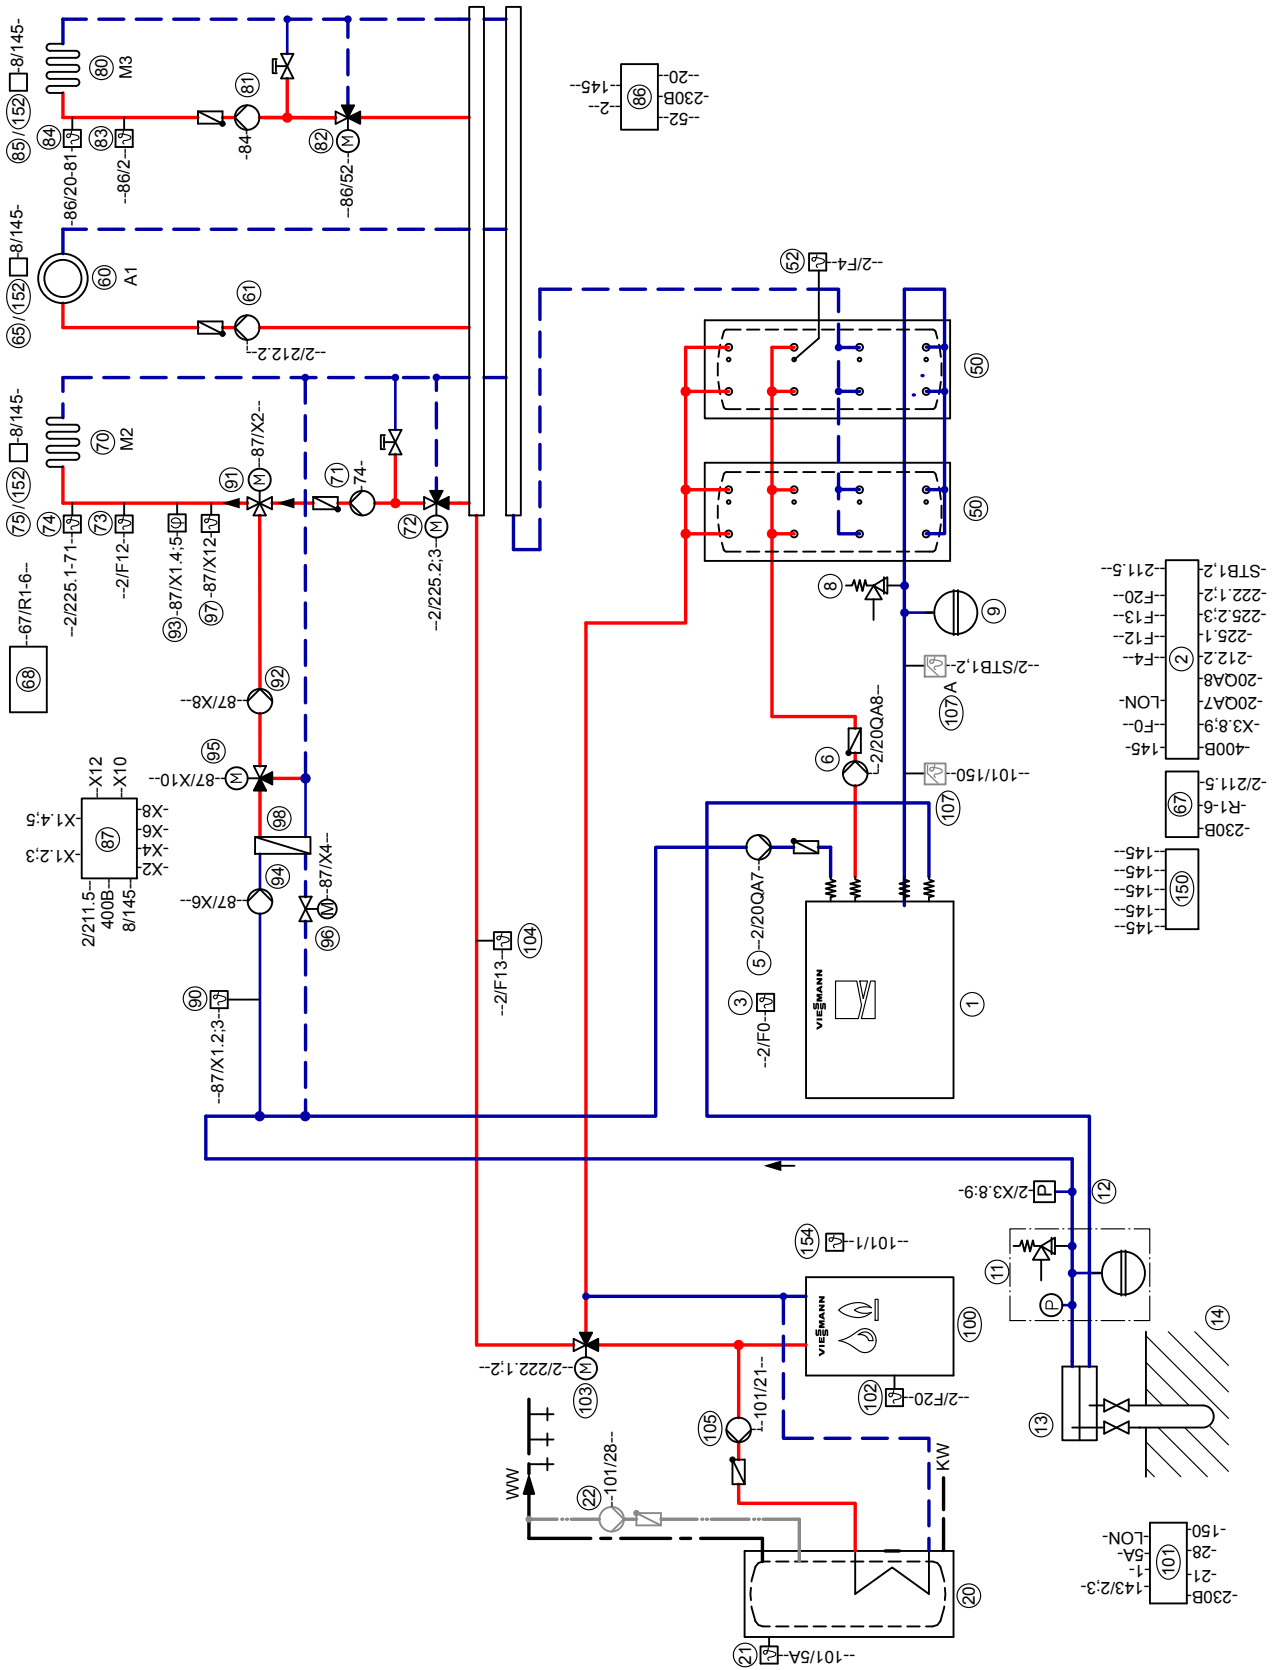 85 / 152 -8/145-
84 --86/20-81-
83 --86/2--
80
M3
81
-84--
82
--86/52--
65 / 152 -8/145-
60
A1
61
---2/212.2--
75 / 152 -8/145-
74 --2/225.1-71--
73 --2/F12--
93 -87/X1.4;5--
97 -87/X12--
70
M2
91
M
--87/X2--
71
-74-
72
M
--2/225.2;3--
68
--67/R1-6--
92
--87/X8--
95
M
--87/X10--
98
94
--87/X6--
96
M
--87/X4--
90
--87/X1.2;3--
87
-X12
-X10
-X1.4;5
-X1.2;3
-X8
-X6
-X4
-X2
2/211.5--
400B--
8/145--
86
--145--
--2--
--20--
--230B-
--52--
52
--2/F4--
50
50
8
9
107 A
--2/STB1,2--
107
--101/150--
6
--2/20QA8--
5 --2/20QA7--
3
--2/F0--
VIESMANN
1
104
--2/F13--
2
--211.5--
--F20--
--F13--
--F12--
--F4--
-LON-
--F0--
-145-
-STB1,2-
-222.1,2-
-225.2;3-
-225.1-
-212.2-
-20QA8-
-20QA7-
-X3.8;9-
-400B-
67
-2/211.5-
-R1-6-
-230B-
150
--145--
--145--
--145--
--145--
--145--
12
P
-2/X3.8:9-
11
P
13
14
154
--101/1--
VIESMANN
100
102
--2/F20--
103
M
--2/222.1;2--
105
--101/21--
22
--101/28--
WW
KW
20
21
--101/5A--
101
-LON-
-5A-
-1-
-143/2;3-
-150-
-28-
-21-
-230B-